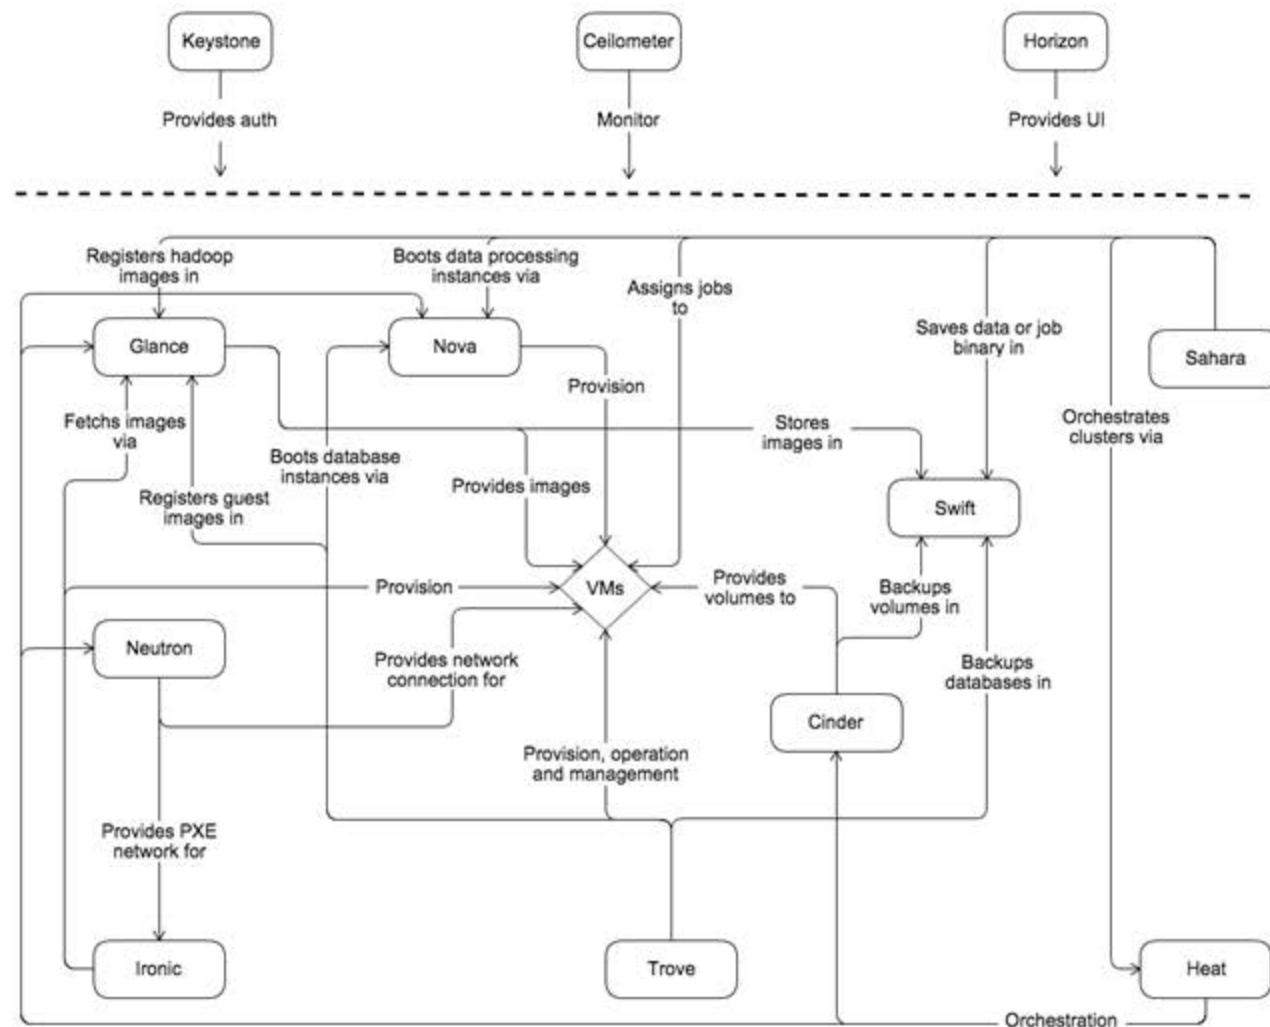 Keystone
Ceilometer
Horizon
Provides auth
Monitor
Provides UI
Registers hadoop
images in
Boots data processing
instances via
Assigns jobs
to
Saves data or job
binary in
Glance
Nova
Sahara
Provision
Fetchs images
via
Stores
images in
Orchestrates
clusters via
Boots database
instances via
Provides images
Registers guest
images in
Swift
Provision
VMs
Provides
volumes to
Backups
volumes in
Neutron
Provides network
connection for
Backups
databases in
Cinder
Provision, operation
and management
Provides PXE
network for
Ironic
Trove
Heat
Orchestration